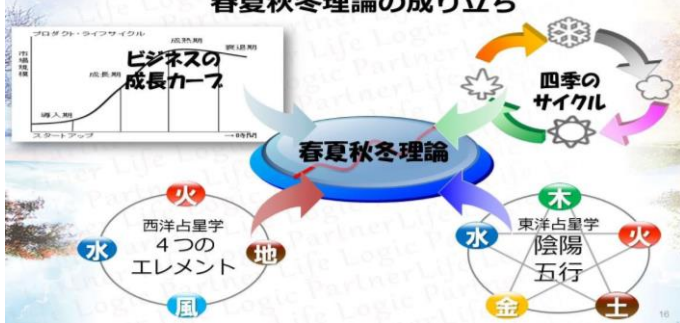 春夏秋冬理論の成り立ち
プロダクト・ライフサイクル
市場規模
導入期
成長期
成熟期
衰退期
ビジネスの
成長カーブ
スタートアップ
→時間
四季の
サイクル
春夏秋冬理論
火
水
地
風
西洋占星学
4つの
エレメント
木
水
火
金
土
東洋占星学
陰陽
五行
Partner Life Logic
16